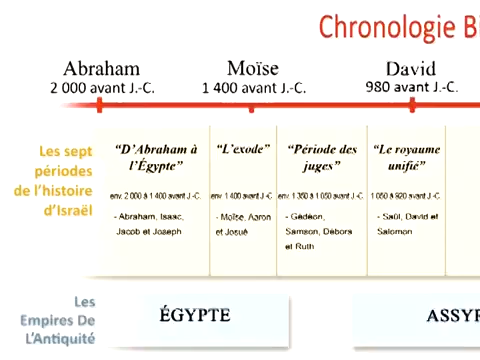 Chronologie Bi
Abraham
2 000 avant J.-C.
Moïse
1 400 avant J.-C.
David
980 avant J.-C.
Les sept
périodes
de l'histoire
d'Israël
“D’Abraham à
l’Égypte”
env. 2 000 à 1 400 avant J.-C.
- Abraham, Isaac,
Jacob et Joseph
“L’exode”
env. 1 400 avant J.-C
- Moïse, Aaron
et Josué
“Période des
juges”
env. 1 350 à 1 050 avant J.-C.
- Gédéon,
Samson, Débora
et Ruth
“Le royaume
unifié”
1 050 à 920 avant J.-C.
- Saül, David et
Salomon
Les
Empires De
L’Antiquité
ÉGYPTE
ASSYR